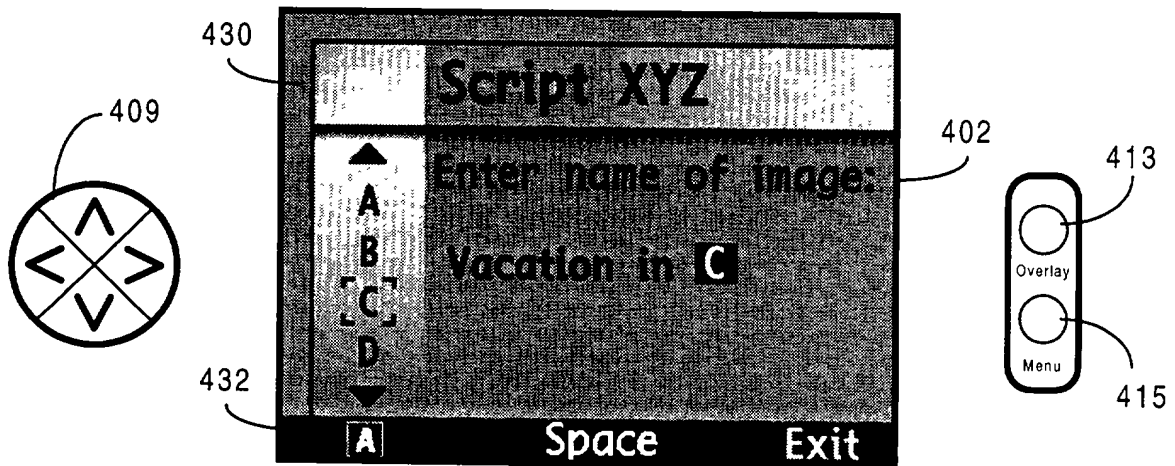 430
Script XYZ
409
402
413
Enter name of image:
A
B
Vacation in C
Overlay
[C]
D
Menu
432
415
A Space Exit